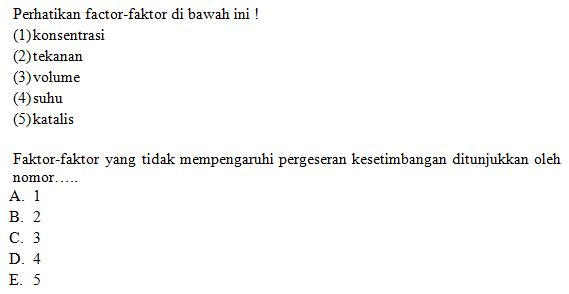 Perhatikan factor-faktor di bawah ini !
(1)konsentrasi
(2)tekanan
(3)volume
(4)suhu
(5)katalis
Faktor-faktor yang tidak mempengaruhi pergeseran kesetimbangan ditunjukkan oleh
nomor.....
A. 1
B. 2
C. 3
D. 4
E. 5